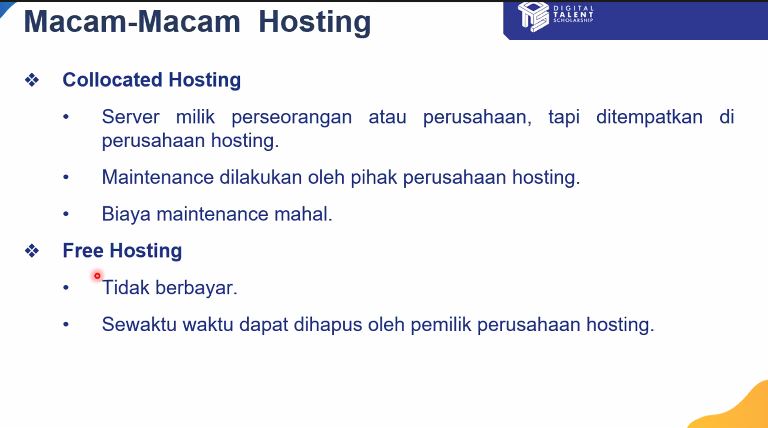 Macam-Macam Hosting
DIGITAL
TALENT
SCHOLARSHIP
❖ Collocated Hosting
• Server milik perseorangan atau perusahaan, tapi ditempatkan di
perusahaan hosting.
• Maintenance dilakukan oleh pihak perusahaan hosting.
• Biaya maintenance mahal.
❖ Free Hosting
• Tidak berbayar.
• Sewaktu waktu dapat dihapus oleh pemilik perusahaan hosting.